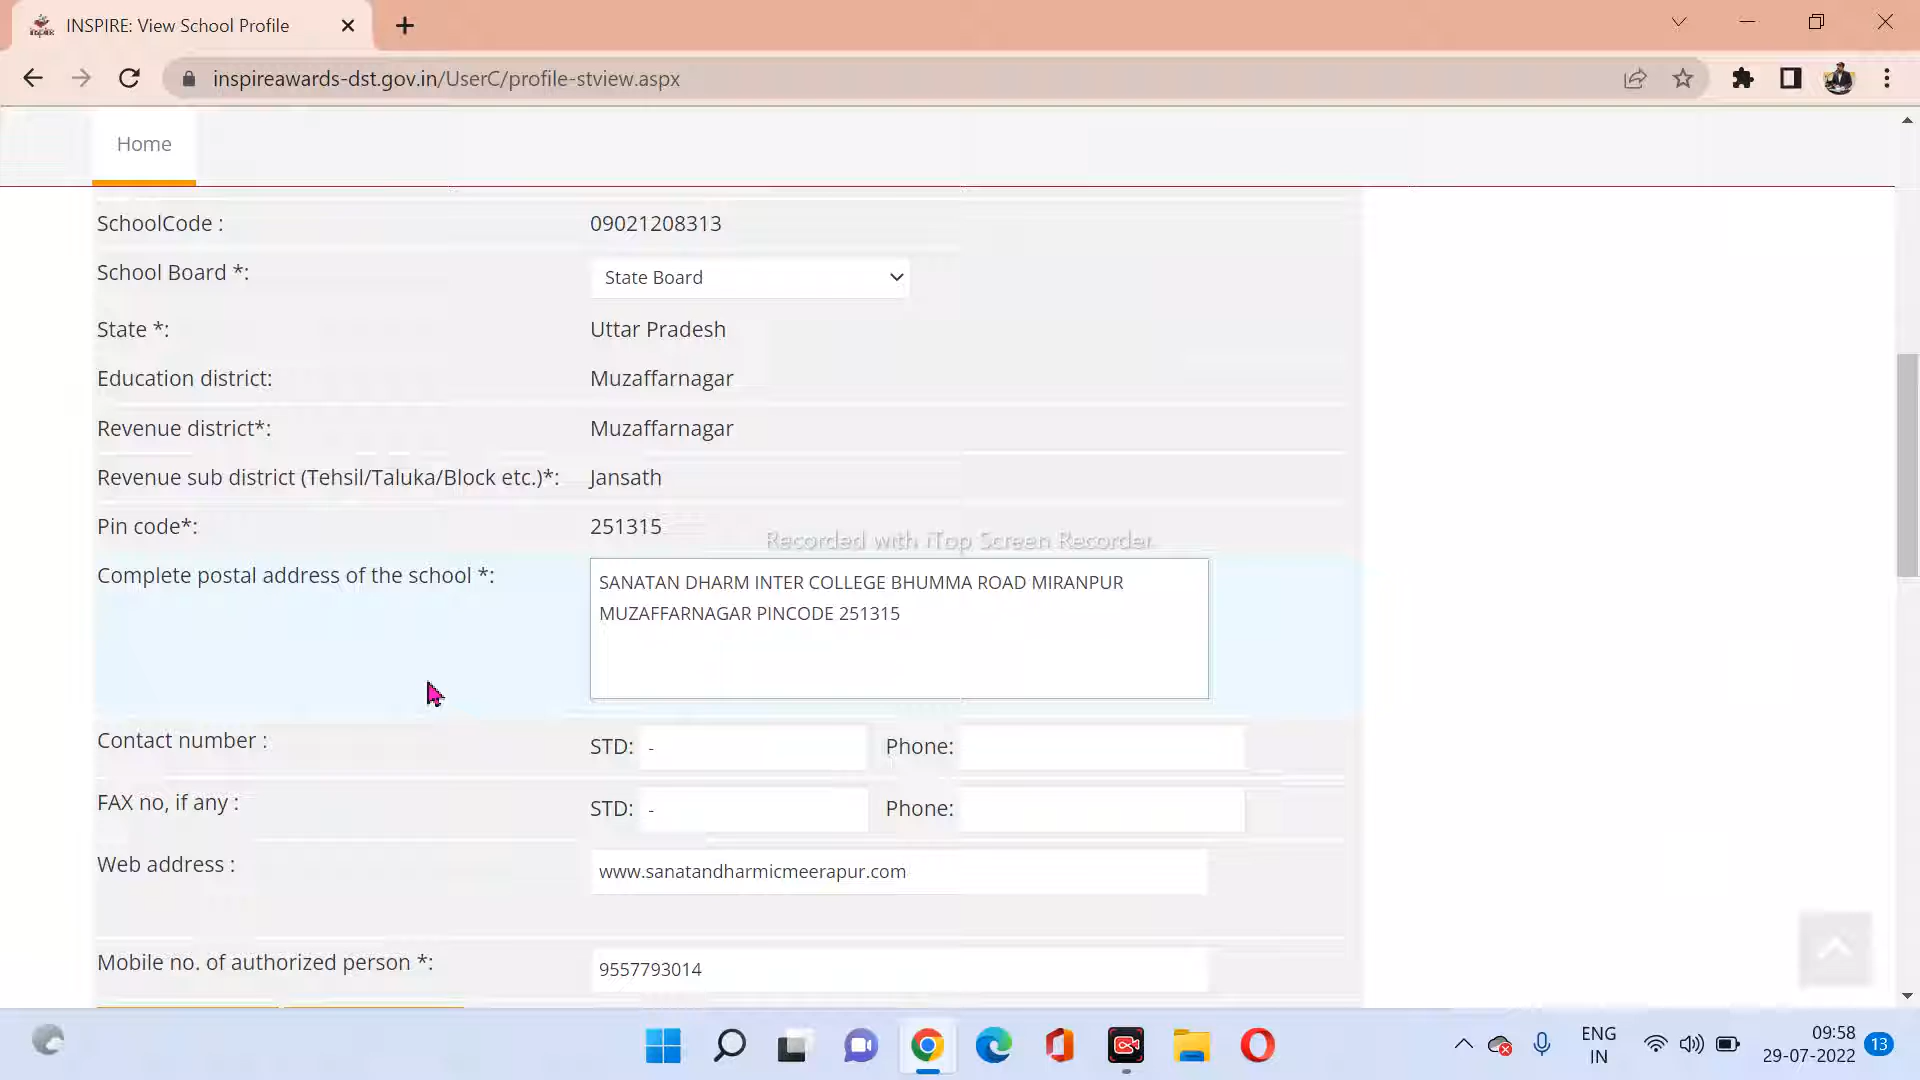 INSPIRE: View School Profile
inspireawards-dst.gov.in/UserC/profile-stview.aspx
Home
SchoolCode : 09021208313
School Board *: State Board
State *: Uttar Pradesh
Education district: Muzaffarnagar
Revenue district*: Muzaffarnagar
Revenue sub district (Tehsil/Taluka/Block etc.)*: Jansath
Pin code*: 251315
Recorded with iTop Screen Recorder
Complete postal address of the school *: SANATAN DHARM INTER COLLEGE BHUMMA ROAD MIRANPUR
MUZAFFARNAGAR PINCODE 251315
Contact number : STD: - Phone:
FAX no, if any : STD: - Phone:
Web address : www.sanatandharmicmeerapur.com
Mobile no. of authorized person *: 9557793014
ENG 09:58
IN 29-07-2022 13